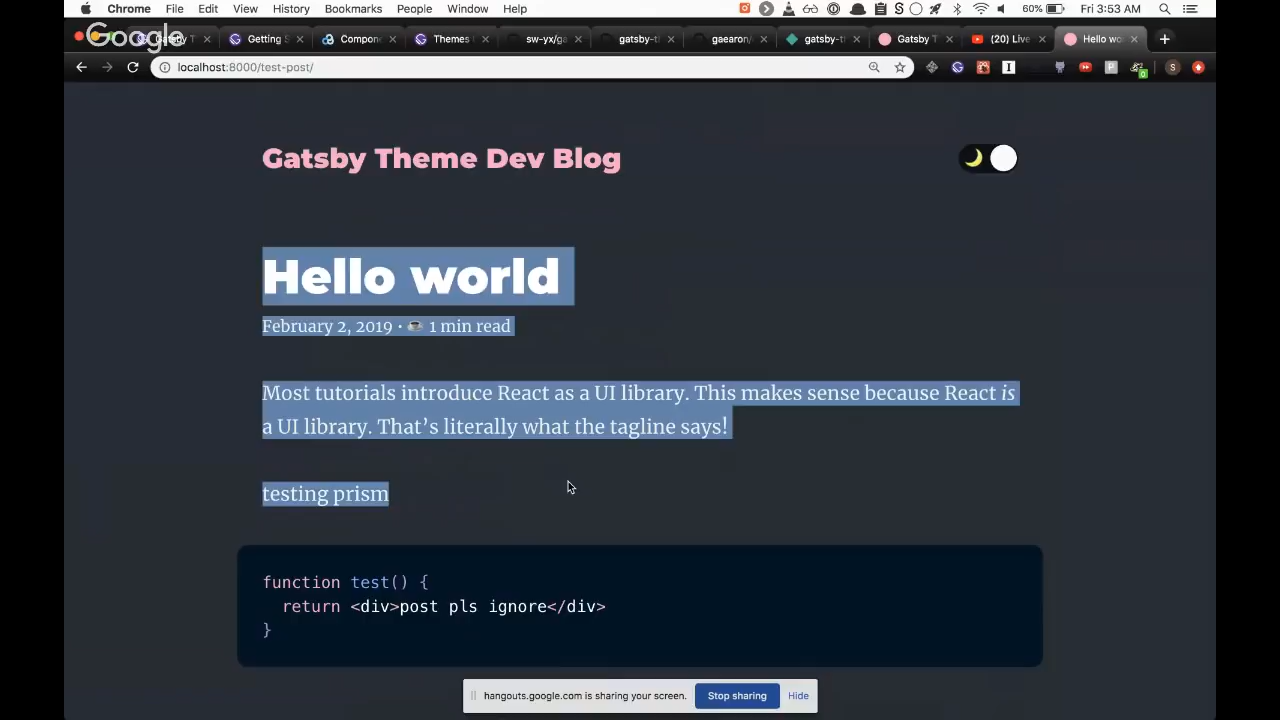 Chrome File Edit View History Bookmarks People Window Help 60% Fri 3:53 AM
Google
Getting S Compon Themes sw-yx/ga gatsby-t gaearon/ gatsby-t Gatsby T (20) Live Hello wo
localhost:8000/test-post/
Gatsby Theme Dev Blog
Hello world
February 2, 2019 • ☕ 1 min read
Most tutorials introduce React as a UI library. This makes sense because React is
a UI library. That’s literally what the tagline says!
testing prism
function test() {
return <div>post pls ignore</div>
}
hangouts.google.com is sharing your screen. Stop sharing Hide